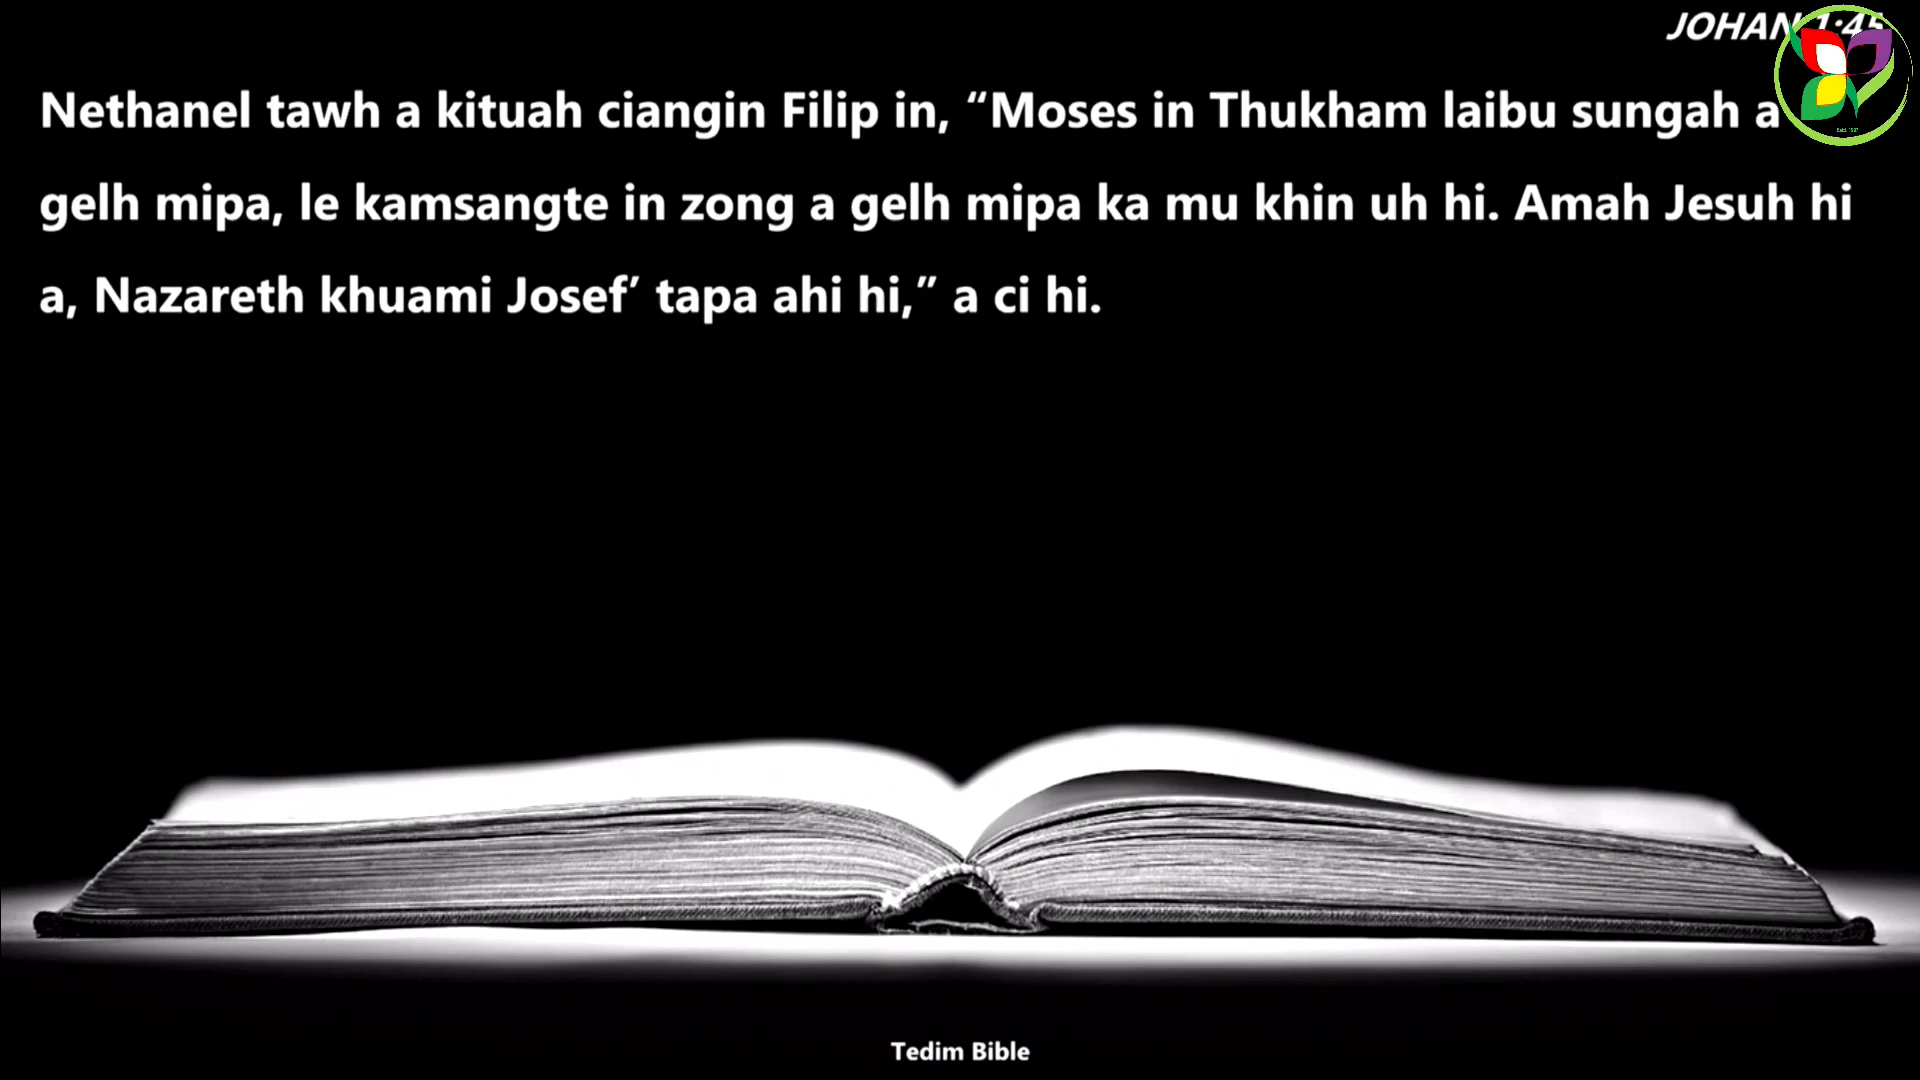 JOHAN 1:45
Nethanel tawh a kituah ciangin Filip in, “Moses in Thukham laibu sungah a
gelh mipa, le kamsangte in zong a gelh mipa ka mu khin uh hi. Amah Jesuh hi
a, Nazareth khuami Josef’ tapa ahi hi,” a ci hi.
Tedim Bible